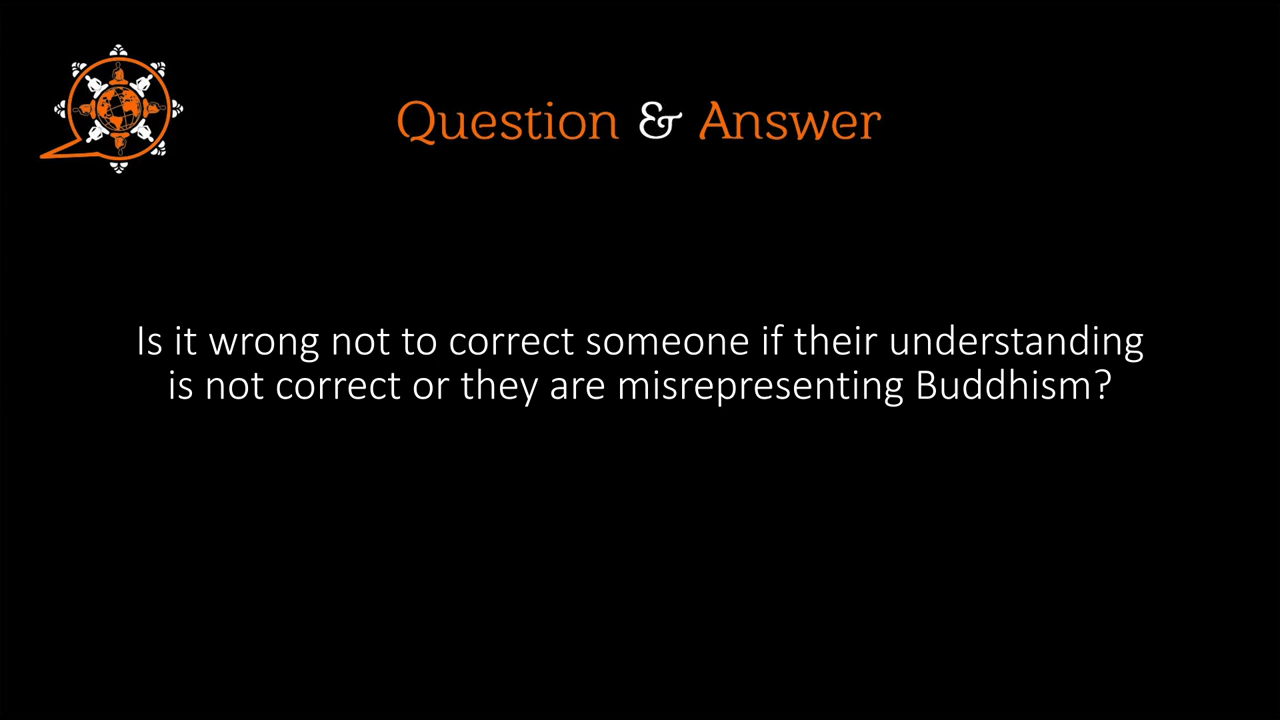 Question & Answer
Is it wrong not to correct someone if their understanding
is not correct or they are misrepresenting Buddhism?